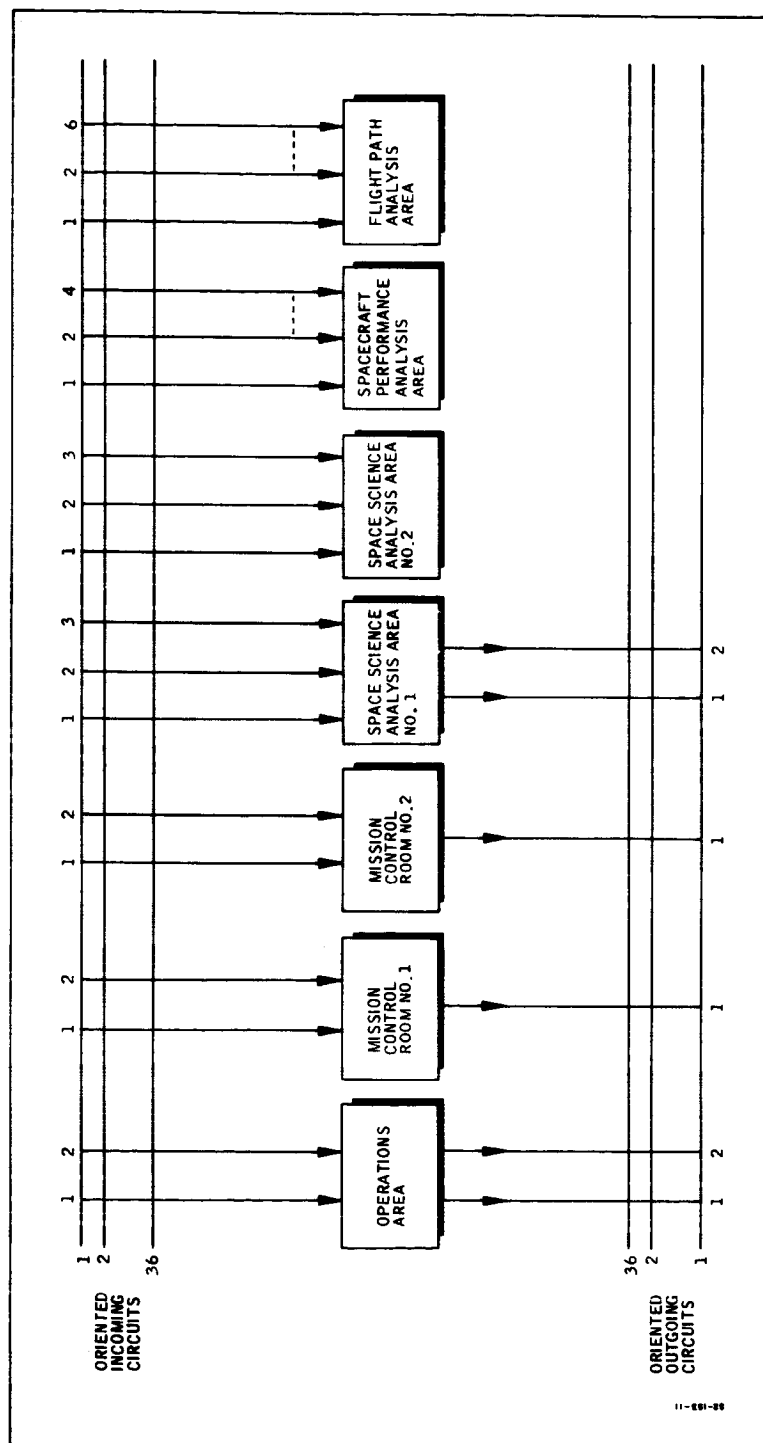 1 2 1 2 1 2 1 2 3 1 2 3 1 2 4 1 2 6
ORIENTED
INCOMING
CIRCUITS
1
2
36
OPERATIONS
AREA
MISSION
CONTROL
ROOM NO. 1
MISSION
CONTROL
ROOM NO. 2
SPACE SCIENCE
ANALYSIS AREA
NO. 1
SPACE SCIENCE
ANALYSIS AREA
NO. 2
SPACECRAFT
PERFORMANCE
ANALYSIS
AREA
FLIGHT PATH
ANALYSIS
AREA
ORIENTED
OUTGOING
CIRCUITS
36
2
1
1 2 1 1 1 2